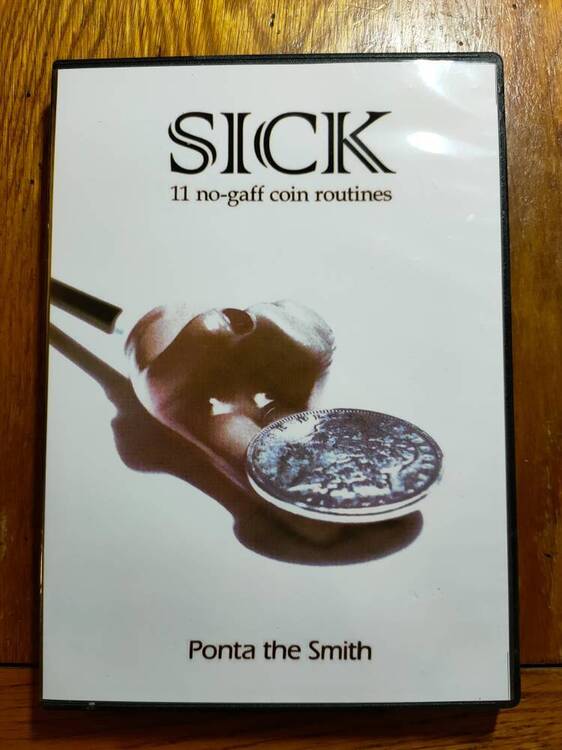 SICK
11 no-gaff coin routines
Ponta the Smith